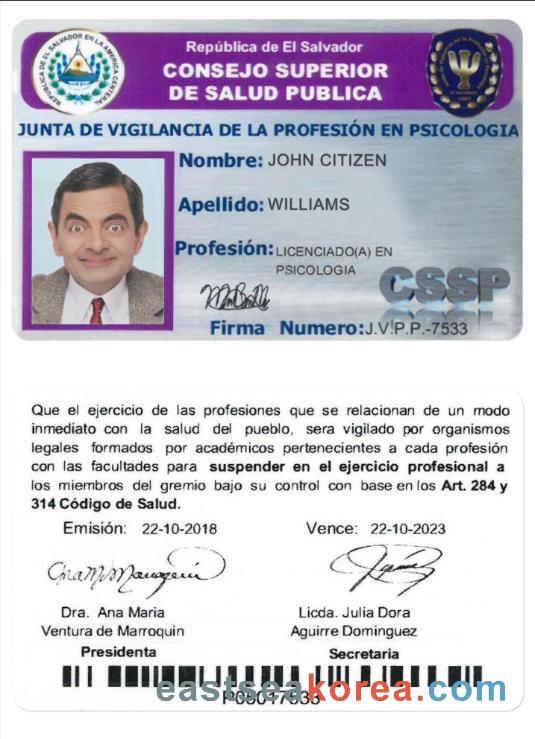 República de El Salvador
CONSEJO SUPERIOR
DE SALUD PUBLICA
REPUBLICA DE EL SALVADOR EN LA AMERICA CENTRAL
JUNTA DE VIGILANCIA DE LA PROFESIÓN EN PSICOLOGIA
Nombre: JOHN CITIZEN
Apellido: WILLIAMS
Profesión: LICENCIADO(A) EN
PSICOLOGIA
CSSP
Firma Numero: J.V.P.P.-7533
Que el ejercicio de las profesiones que se relacionan de un modo
inmediato con la salud del pueblo, sera vigilado por organismos
legales formados por académicos pertenecientes a cada profesión
con las facultades para suspender en el ejercicio profesional a
los miembros del gremio bajo su control con base en los Art. 284 y
314 Código de Salud.
Emisión: 22-10-2018 Vence: 22-10-2023
Dra. Ana Maria Licda. Julia Dora
Ventura de Marroquin Aguirre Dominguez
Presidenta Secretaria
eastseakorea.com